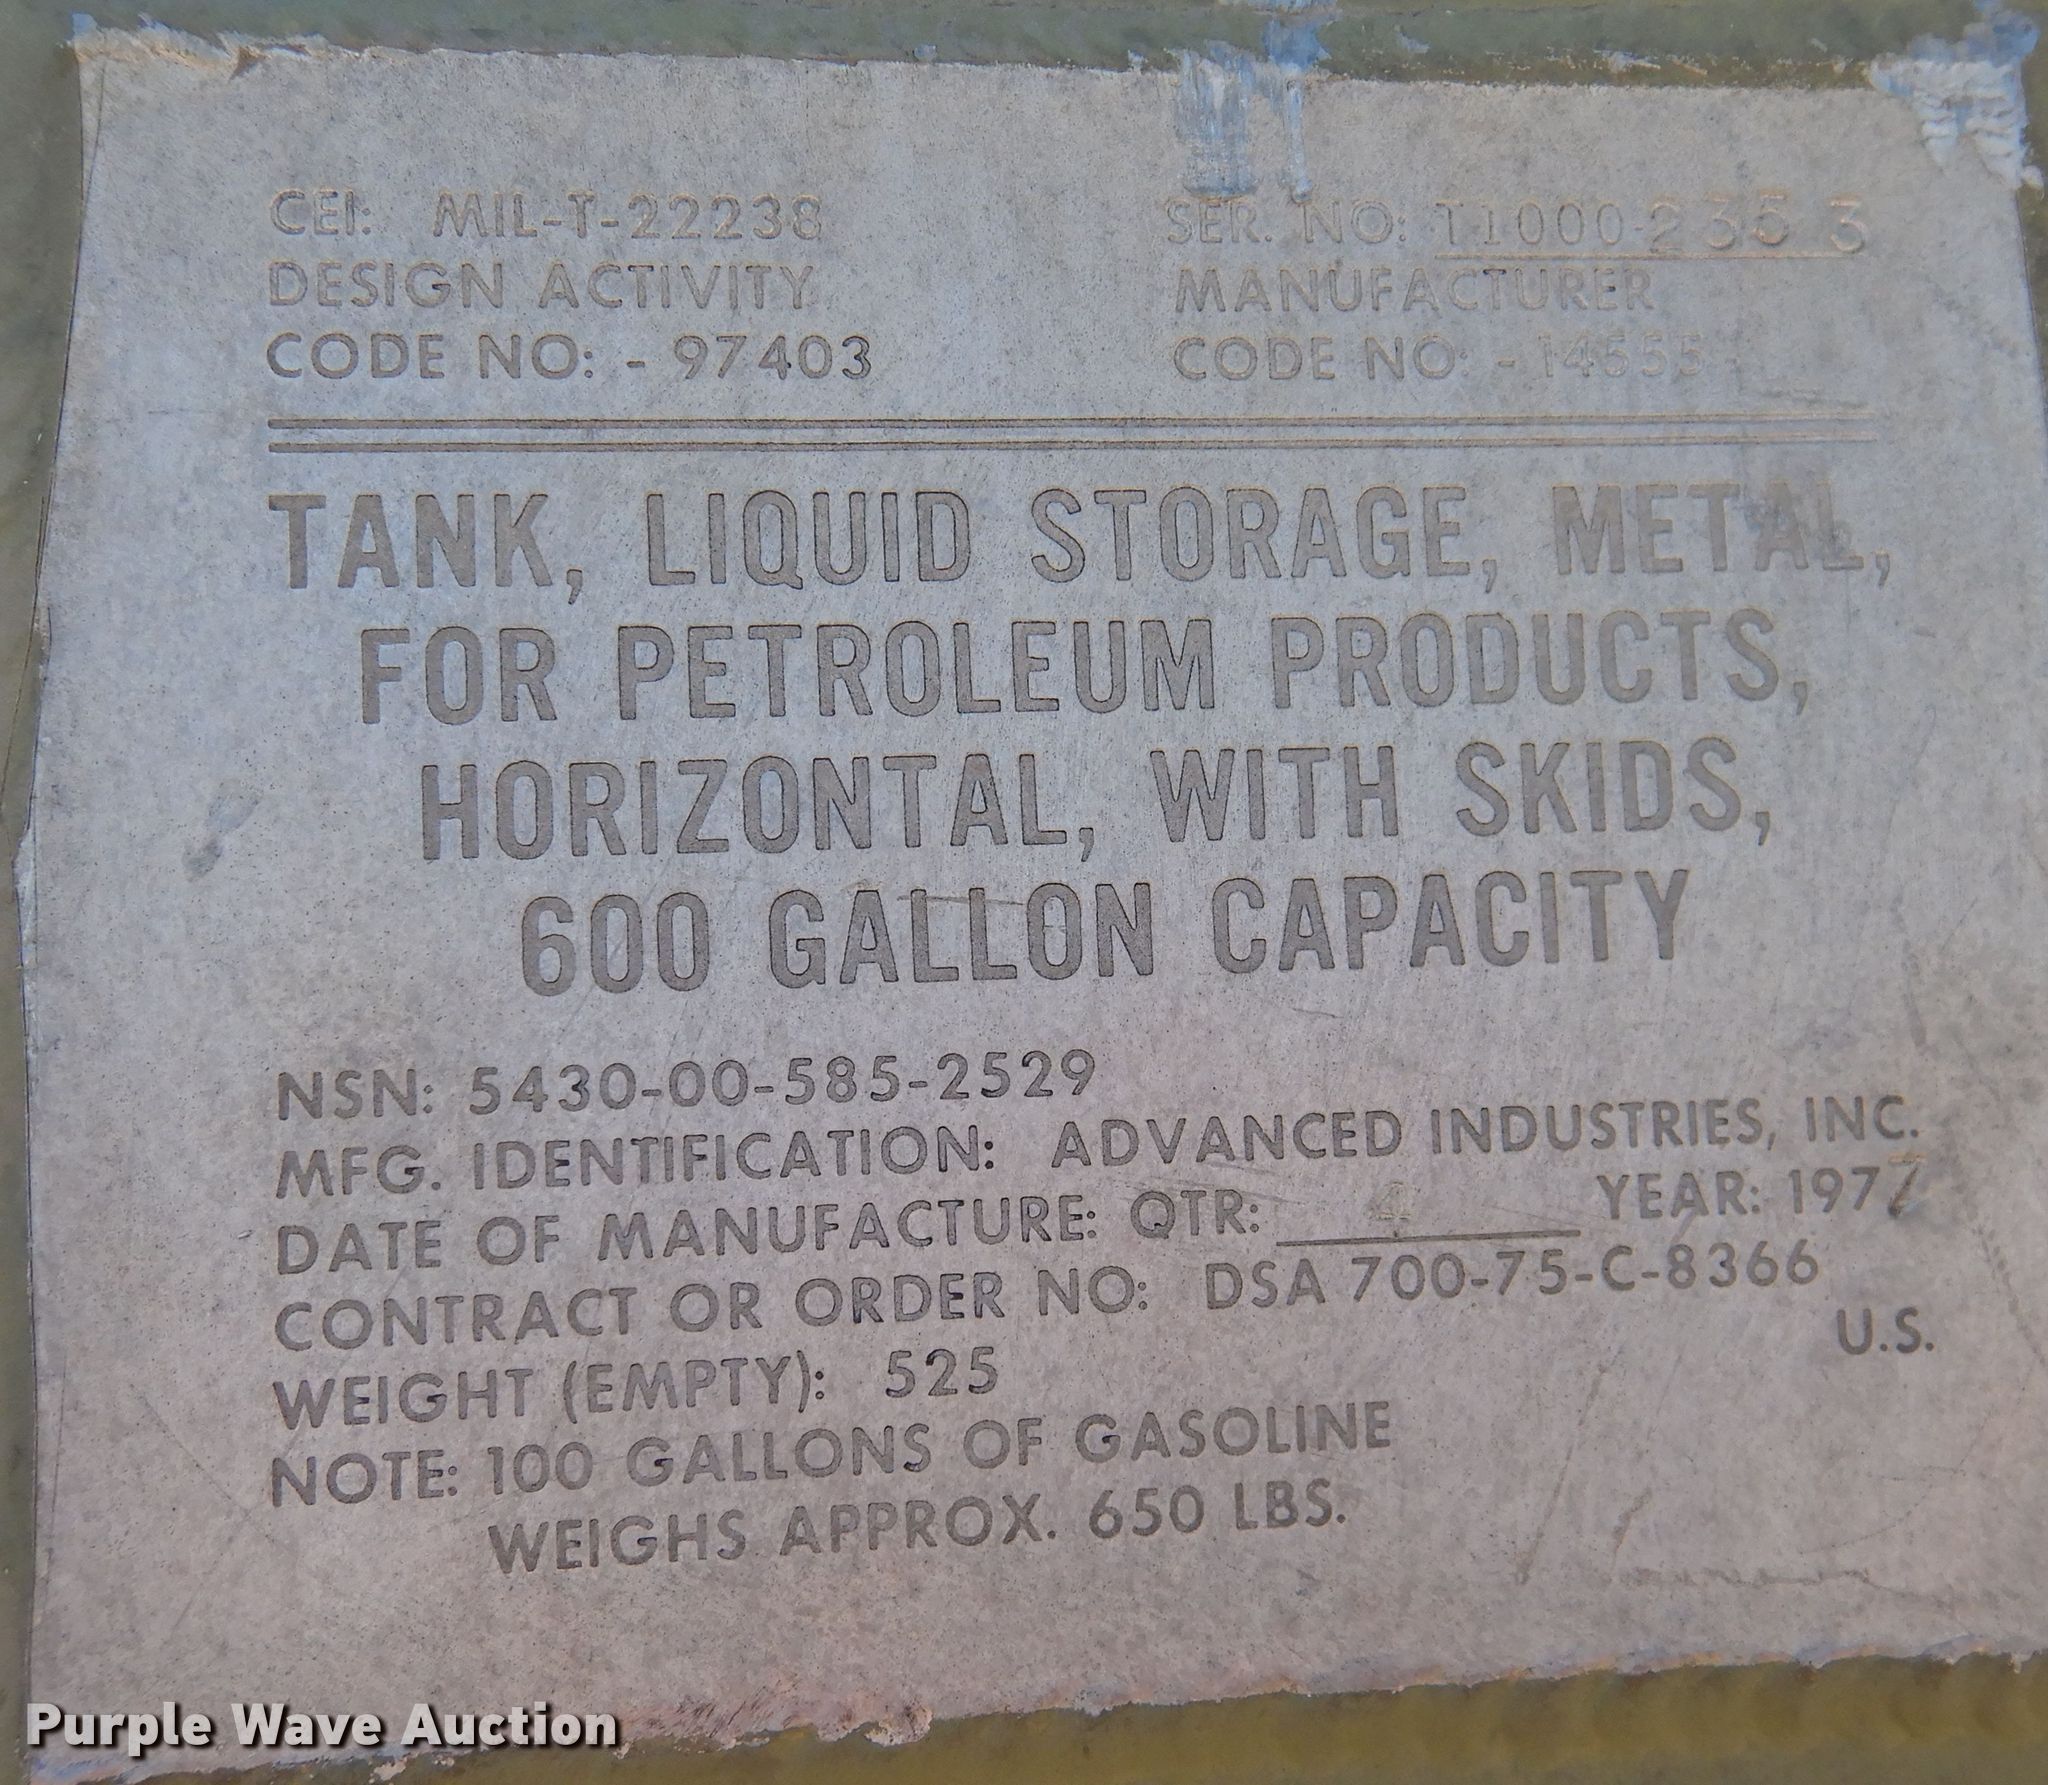 CEI: MIL-T-22238
DESIGN ACTIVITY
CODE NO: - 97403
SER. NO: T1000-2353
MANUFACTURER
CODE NO: - 14555
TANK, LIQUID STORAGE, METAL,
FOR PETROLEUM PRODUCTS,
HORIZONTAL, WITH SKIDS,
600 GALLON CAPACITY
NSN: 5430-00-585-2529
MFG. IDENTIFICATION: ADVANCED INDUSTRIES, INC.
DATE OF MANUFACTURE: QTR: 4 YEAR: 1977
CONTRACT OR ORDER NO: DSA 700-75-C-8366
WEIGHT (EMPTY): 525 U.S.
NOTE: 100 GALLONS OF GASOLINE
WEIGHS APPROX. 650 LBS.
Purple Wave Auction